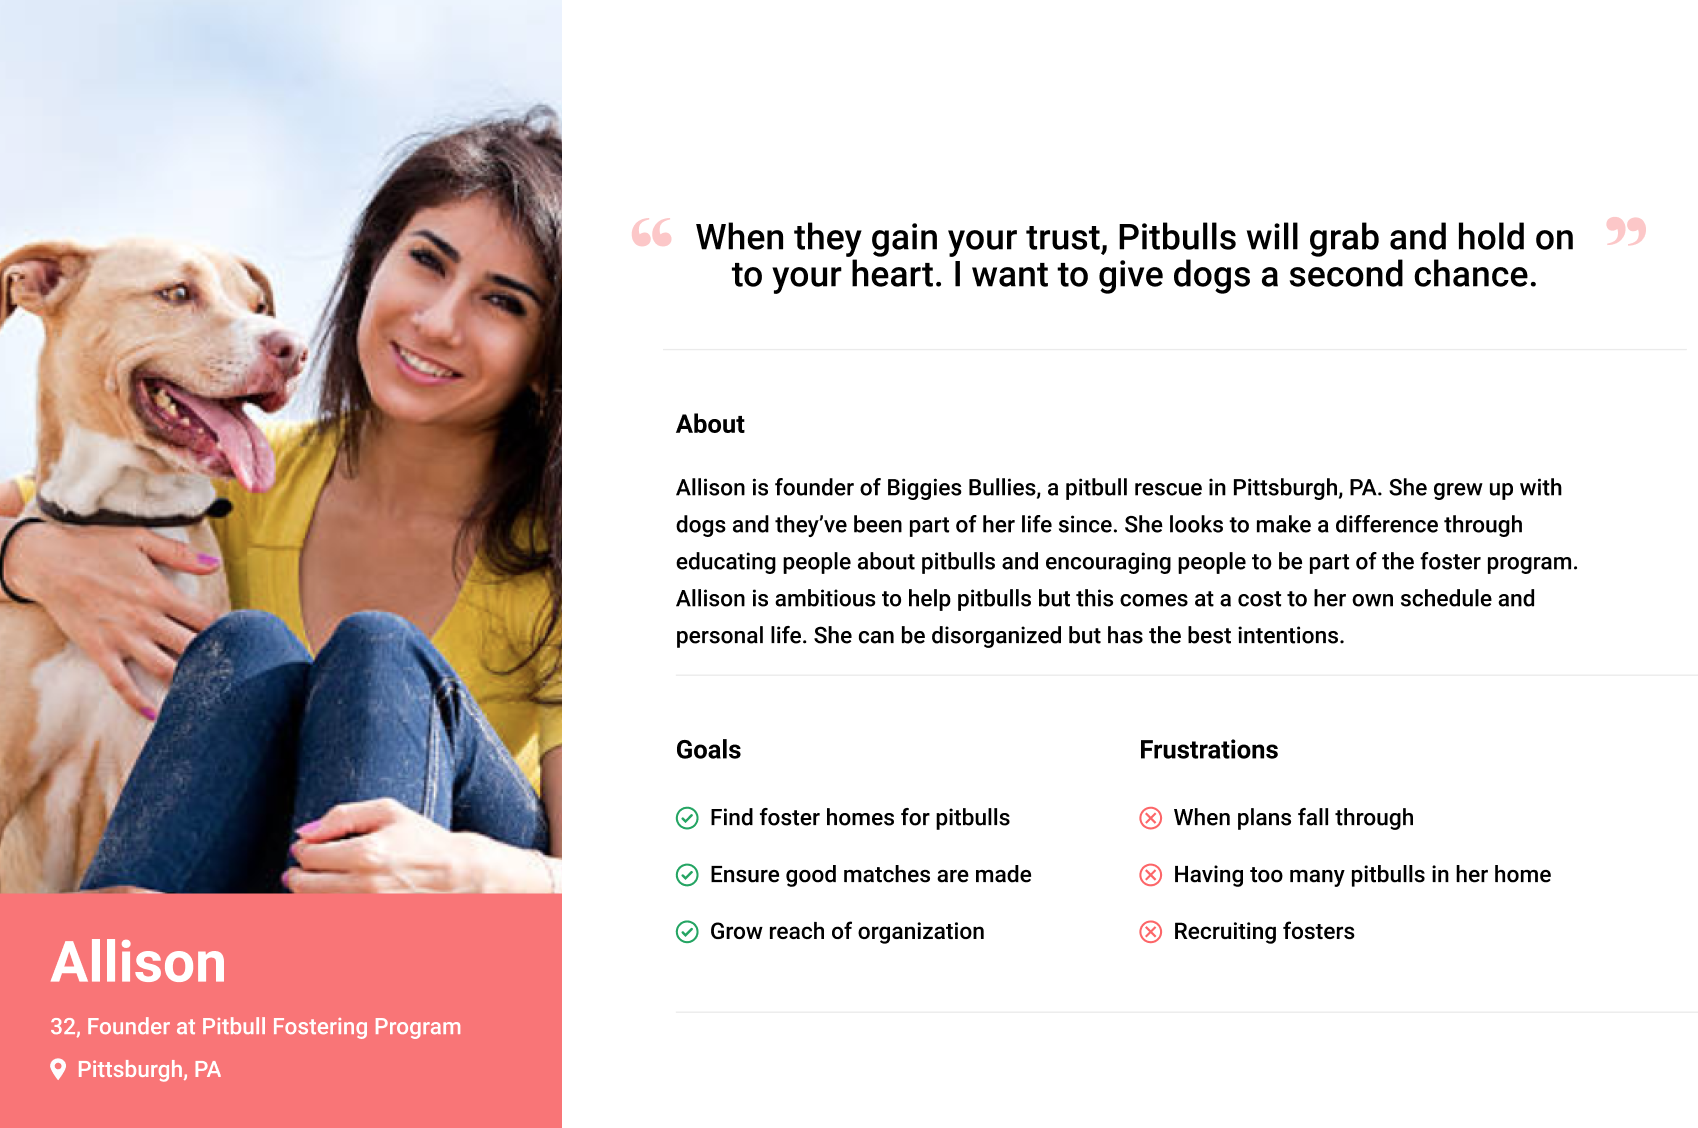 “ When they gain your trust, Pitbulls will grab and hold on ”
to your heart. I want to give dogs a second chance.
About
Allison is founder of Biggies Bullies, a pitbull rescue in Pittsburgh, PA. She grew up with
dogs and they’ve been part of her life since. She looks to make a difference through
educating people about pitbulls and encouraging people to be part of the foster program.
Allison is ambitious to help pitbulls but this comes at a cost to her own schedule and
personal life. She can be disorganized but has the best intentions.
Goals
Find foster homes for pitbulls
Ensure good matches are made
Grow reach of organization
Frustrations
When plans fall through
Having too many pitbulls in her home
Recruiting fosters
Allison
32, Founder at Pitbull Fostering Program
Pittsburgh, PA